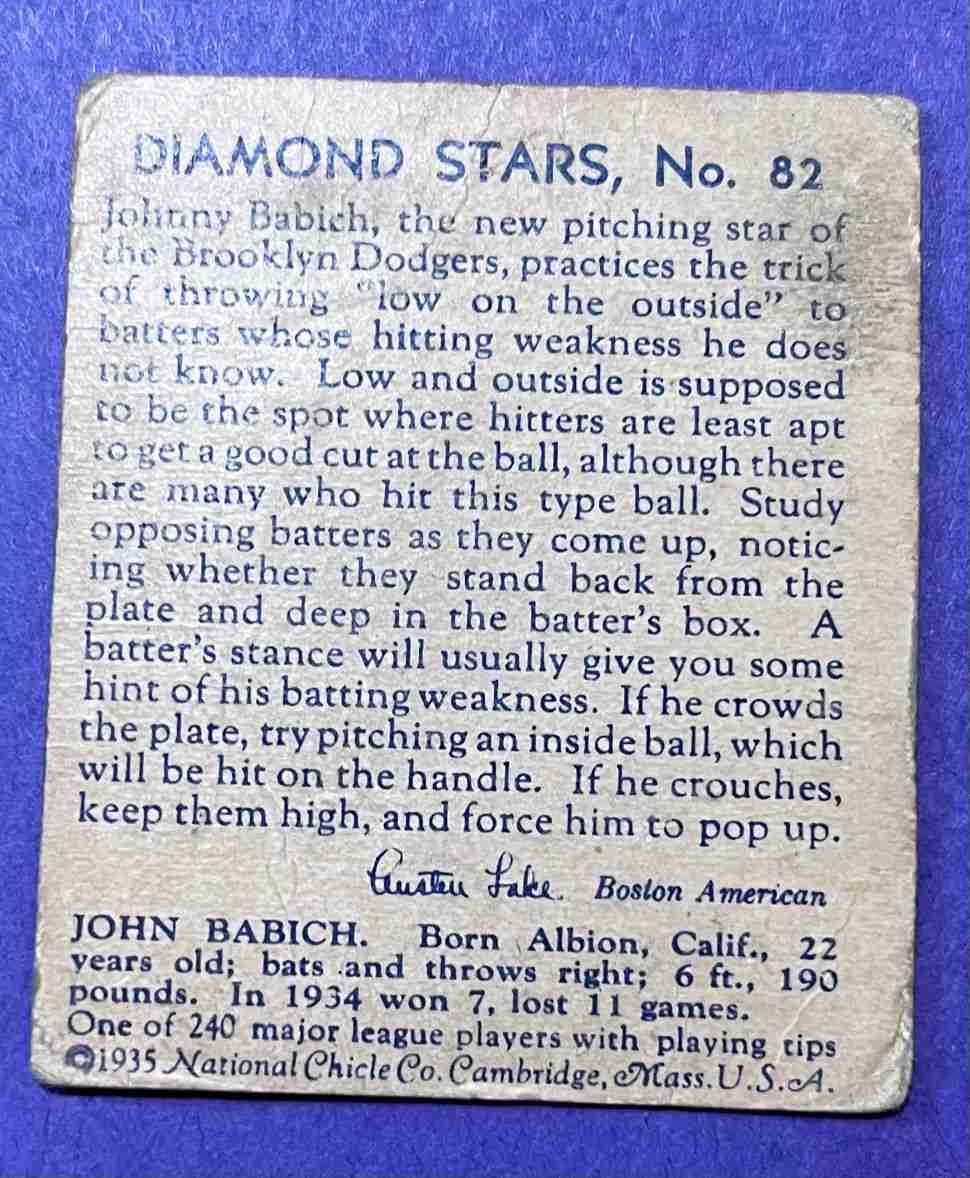 DIAMOND STARS, No. 82
Johnny Babich, the new pitching star of
the Brooklyn Dodgers, practices the trick
of throwing "low on the outside" to
batters whose hitting weakness he does
not know. Low and outside is supposed
to be the spot where hitters are least apt
to get a good cut at the ball, although there
are many who hit this type ball. Study
opposing batters as they come up, notic-
ing whether they stand back from the
plate and deep in the batter's box. A
batter's stance will usually give you some
hint of his batting weakness. If he crowds
the plate, try pitching an inside ball, which
will be hit on the handle. If he crouches,
keep them high, and force him to pop up.
Austen Lake. Boston American
JOHN BABICH. Born Albion, Calif., 22
years old; bats and throws right; 6 ft., 190
pounds. In 1934 won 7, lost 11 games.
One of 240 major league players with playing tips
©1935 National Chicle Co. Cambridge, Mass. U.S.A.